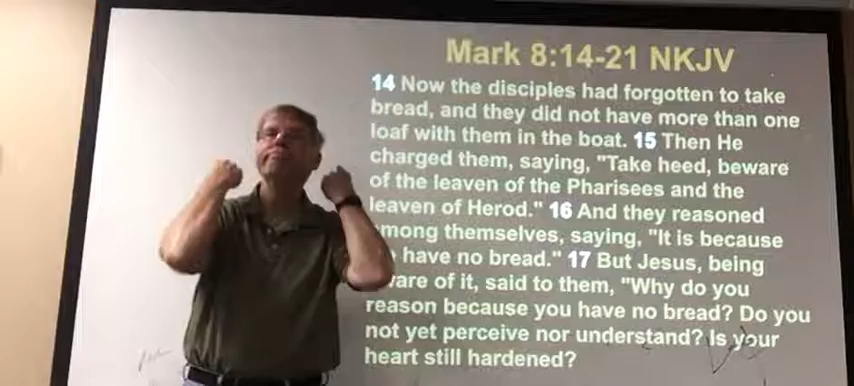 Mark 8:14-21 NKJV
14 Now the disciples had forgotten to take
bread, and they did not have more than one
loaf with them in the boat. 15 Then He
charged them, saying, "Take heed, beware
of the leaven of the Pharisees and the
leaven of Herod." 16 And they reasoned
among themselves, saying, "It is because
have no bread." 17 But Jesus, being
aware of it, said to them, "Why do you
reason because you have no bread? Do you
not yet perceive nor understand? Is your
heart still hardened?